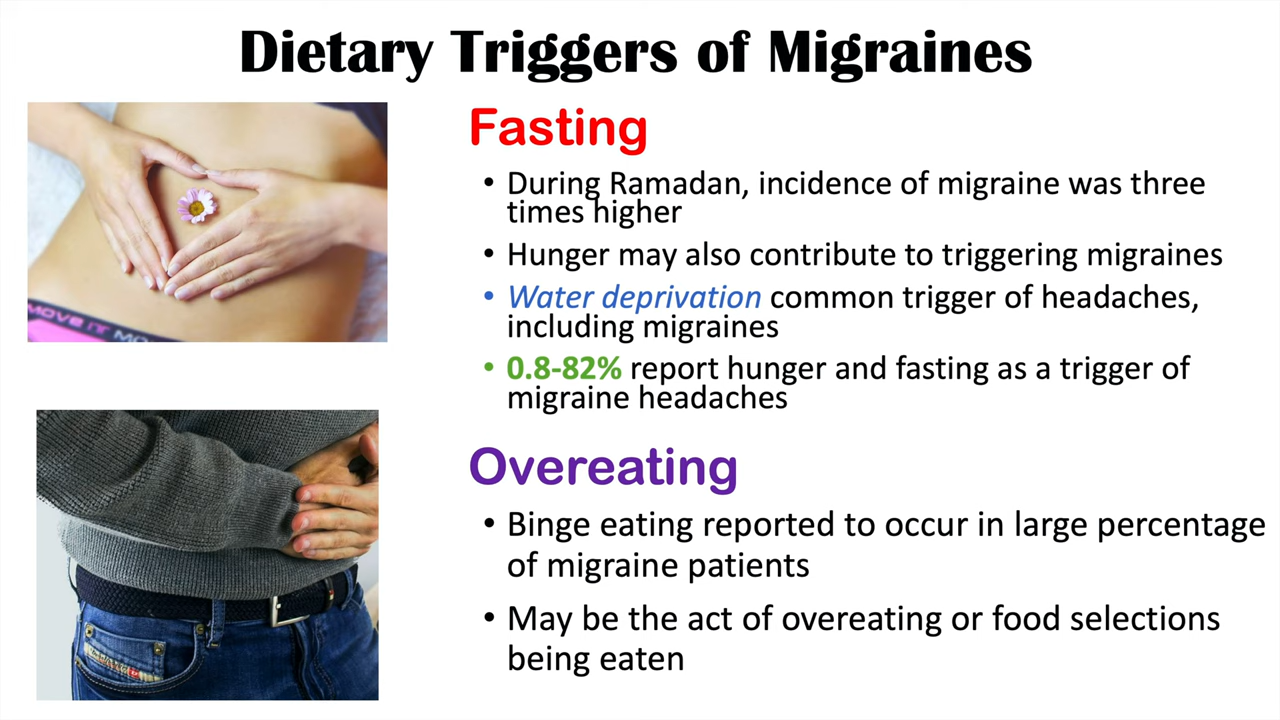 Dietary Triggers of Migraines
Fasting
• During Ramadan, incidence of migraine was three
times higher
• Hunger may also contribute to triggering migraines
• Water deprivation common trigger of headaches,
including migraines
• 0.8-82% report hunger and fasting as a trigger of
migraine headaches
MOVE IT MO
Overeating
• Binge eating reported to occur in large percentage
of migraine patients
• May be the act of overeating or food selections
being eaten